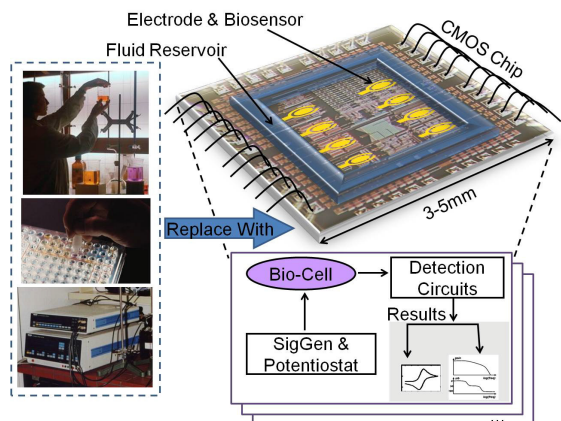 Electrode & Biosensor
Fluid Reservoir
CMOS Chip
3-5mm
Replace With
Bio-Cell
Detection
Circuits
SigGen &
Potentiostat
Results
...